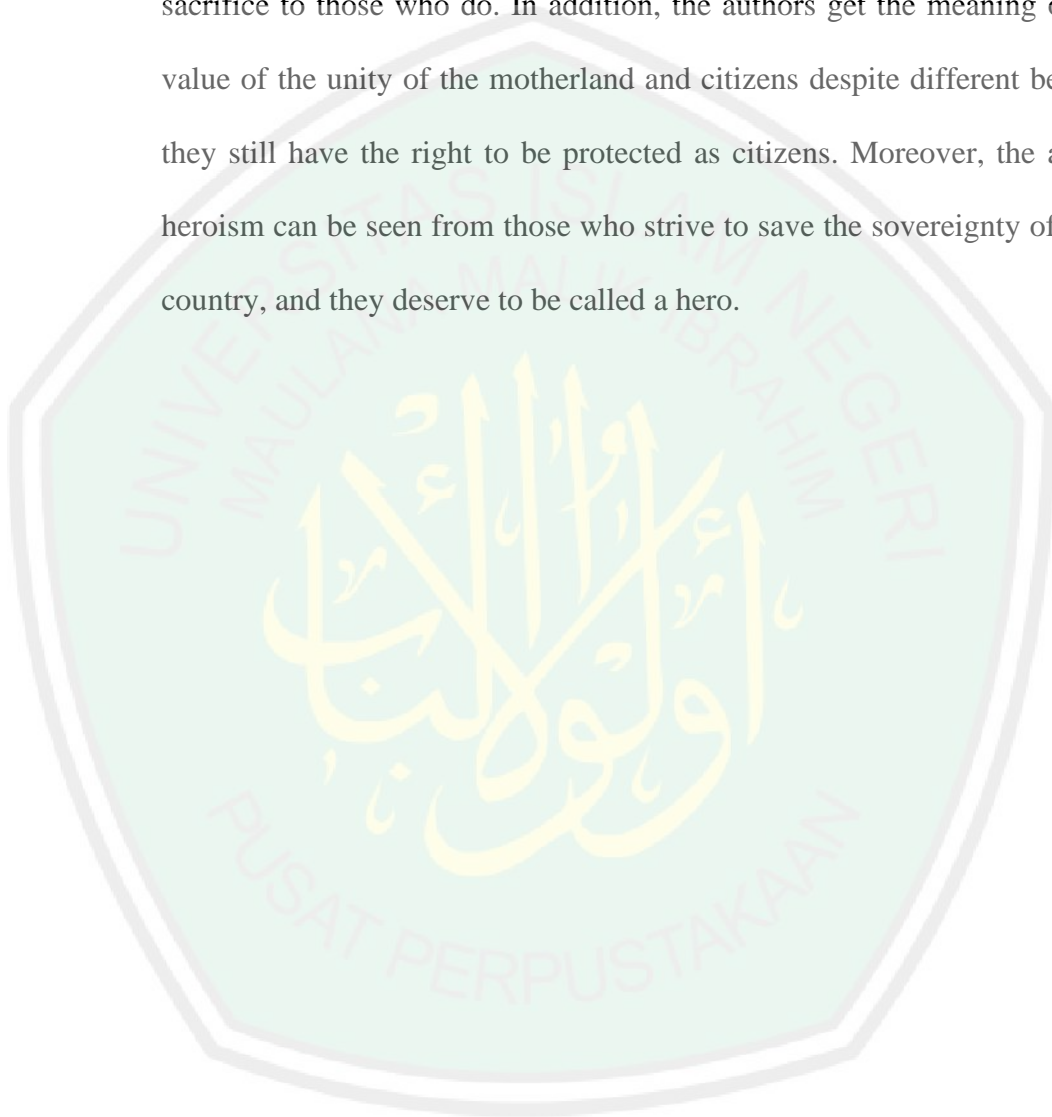 sacrifice to those who do. In addition, the authors get the meaning
value of the unity of the motherland and citizens despite different
they still have the right to be protected as citizens. Moreover, the
heroism can be seen from those who strive to save the sovereignty of
country, and they deserve to be called a hero.
UNIVERSITAS ISLAM NEGERI
MAULANA MALIK IBRAHIM
أولو الألباب
PUSAT PERPUSTAKAAN